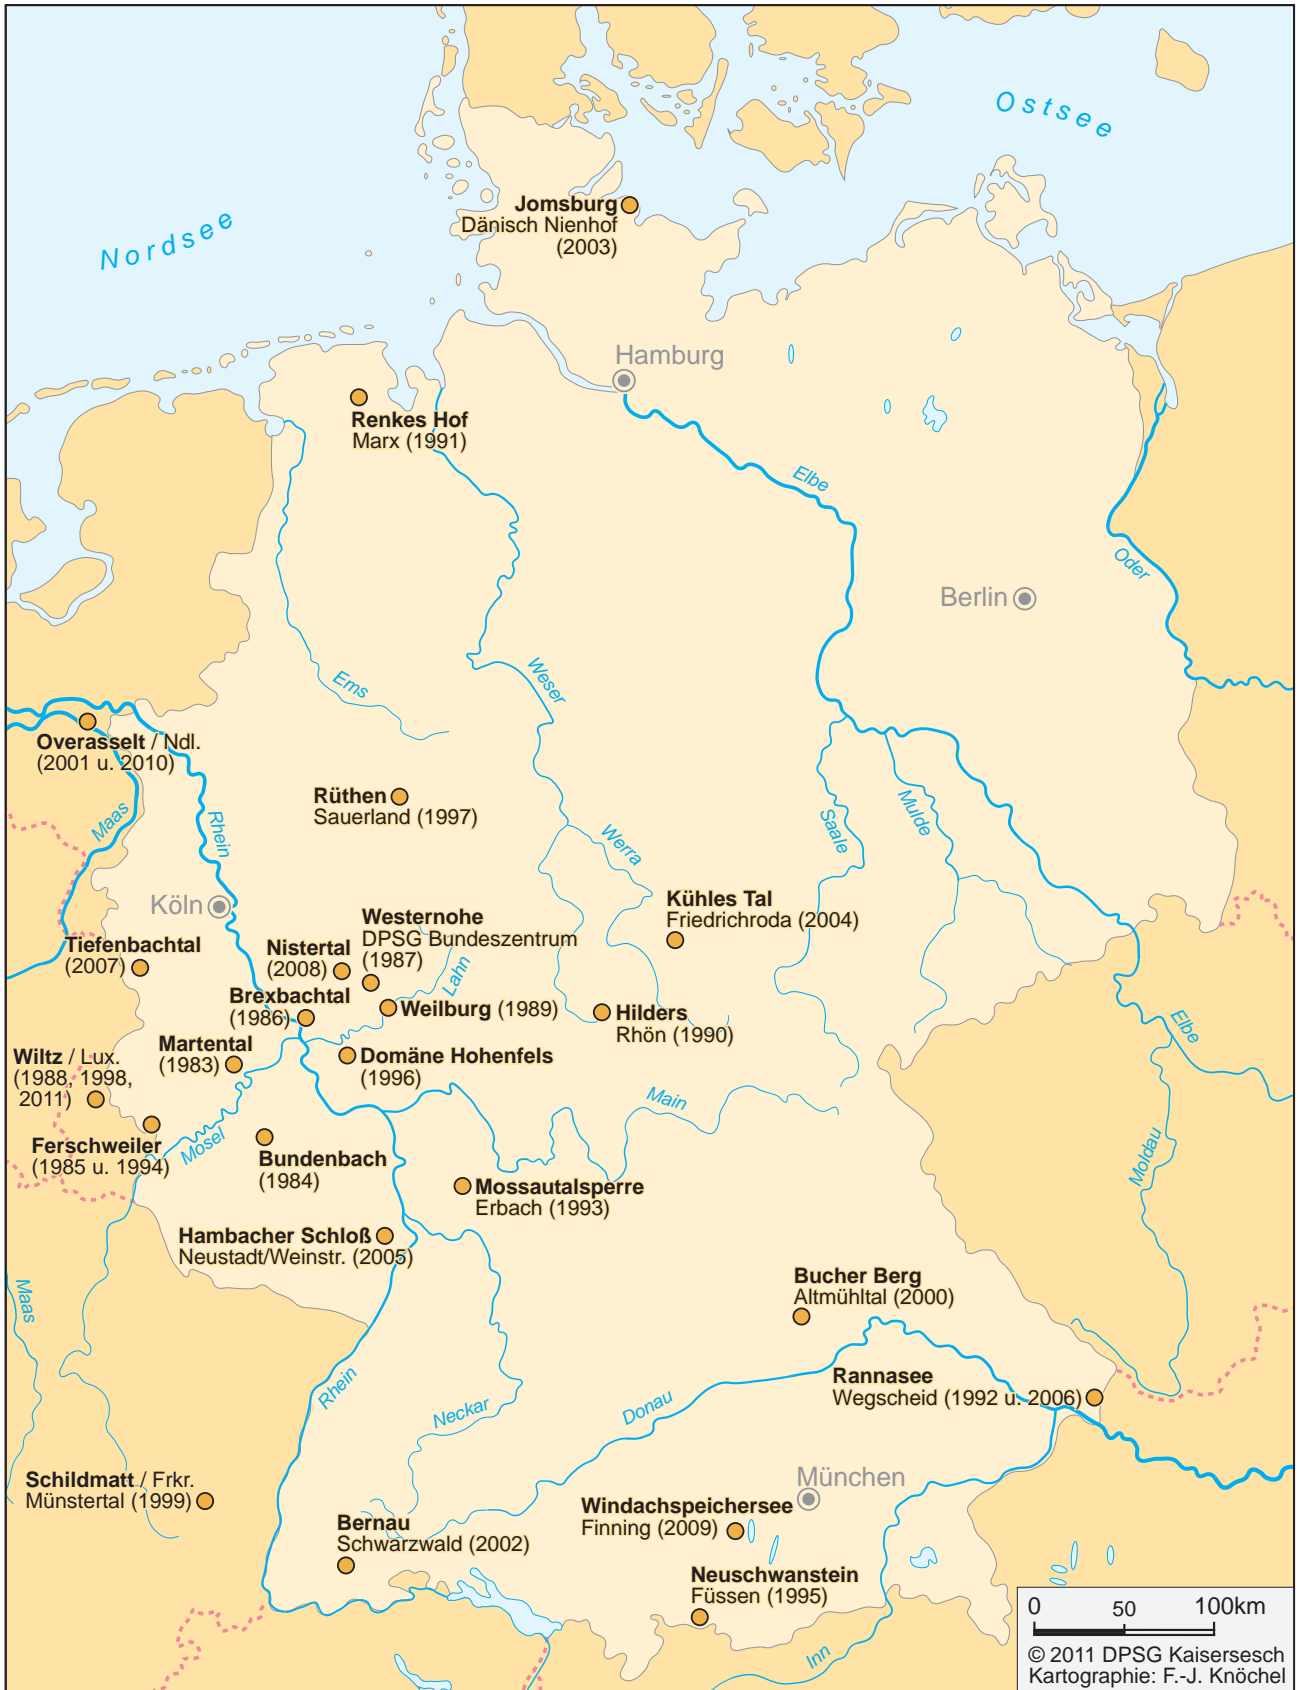 Ostsee
Nordsee
Jomsburg
Dänisch Nienhof
(2003)
Hamburg
Renkes Hof
Marx (1991)
Elbe
Oder
Berlin
Ems
Weser
Overasselt / Ndl.
(2001 u. 2010)
Maas
Rhein
Rüthen
Sauerland (1997)
Werra
Saale
Mulde
Köln
Kühles Tal
Friedrichroda (2004)
Westernohe
DPSG Bundeszentrum
(1987)
Tiefenbachtal
(2007)
Nistertal
(2008)
Lahn
Brexbachtal
(1986)
Weilburg (1989)
Hilders
Rhön (1990)
Elbe
Martental
(1983)
Domäne Hohenfels
(1996)
Wiltz / Lux.
(1988, 1998,
2011)
Main
Ferschweiler
(1985 u. 1994)
Mosel
Bundenbach
(1984)
Moldau
Mossautalsperre
Erbach (1993)
Hambacher Schloß
Neustadt/Weinstr. (2005)
Maas
Bucher Berg
Altmühltal (2000)
Rhein
Neckar
Donau
Rannasee
Wegscheid (1992 u. 2006)
Schildmatt / Frkr.
Münstertal (1999)
München
Windachspeichersee
Finning (2009)
Bernau
Schwarzwald (2002)
Neuschwanstein
Füssen (1995)
Inn
0 50 100km
© 2011 DPSG Kaisersesch
Kartographie: F.-J. Knöchel